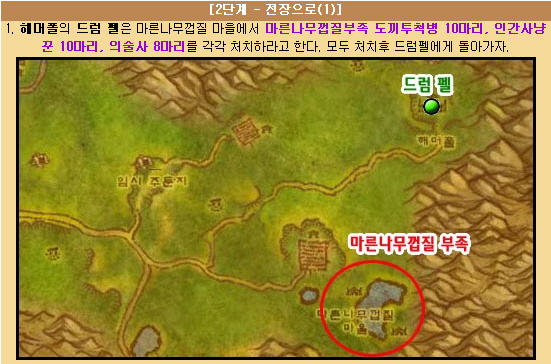 [2단계 - 전장으로(1)]
1. 해머폴의 드럼 펠은 마른나무껍질 마을에서 마른나무껍질부족 도끼투척병 10마리, 인간사냥
꾼 10마리, 의술사 8마리를 각각 처치하라고 한다. 모두 처치후 드럼펠에게 돌아가자.
드럼 펠
해머폴
임시 주둔지
마른나무껍질 부족
마른나무껍질
마을